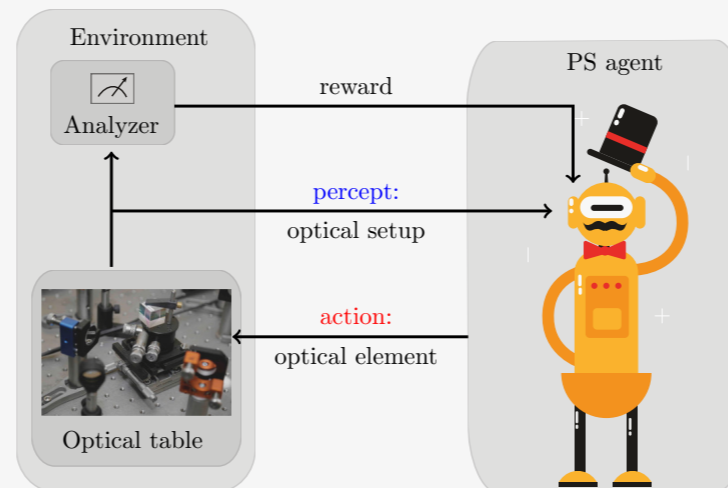 Environment
Analyzer
reward
PS agent
percept:
optical setup
action:
optical element
Optical table